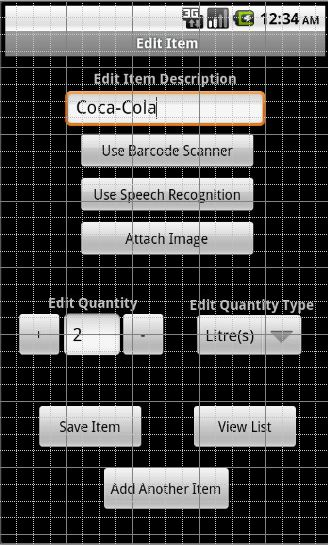 3G 12:34 AM
Edit Item
Edit Item Description
Coca-Cola
Use Barcode Scanner
Use Speech Recognition
Attach Image
Edit Quantity Edit Quantity Type
+ 2 - Litre(s)
Save Item View List
Add Another Item